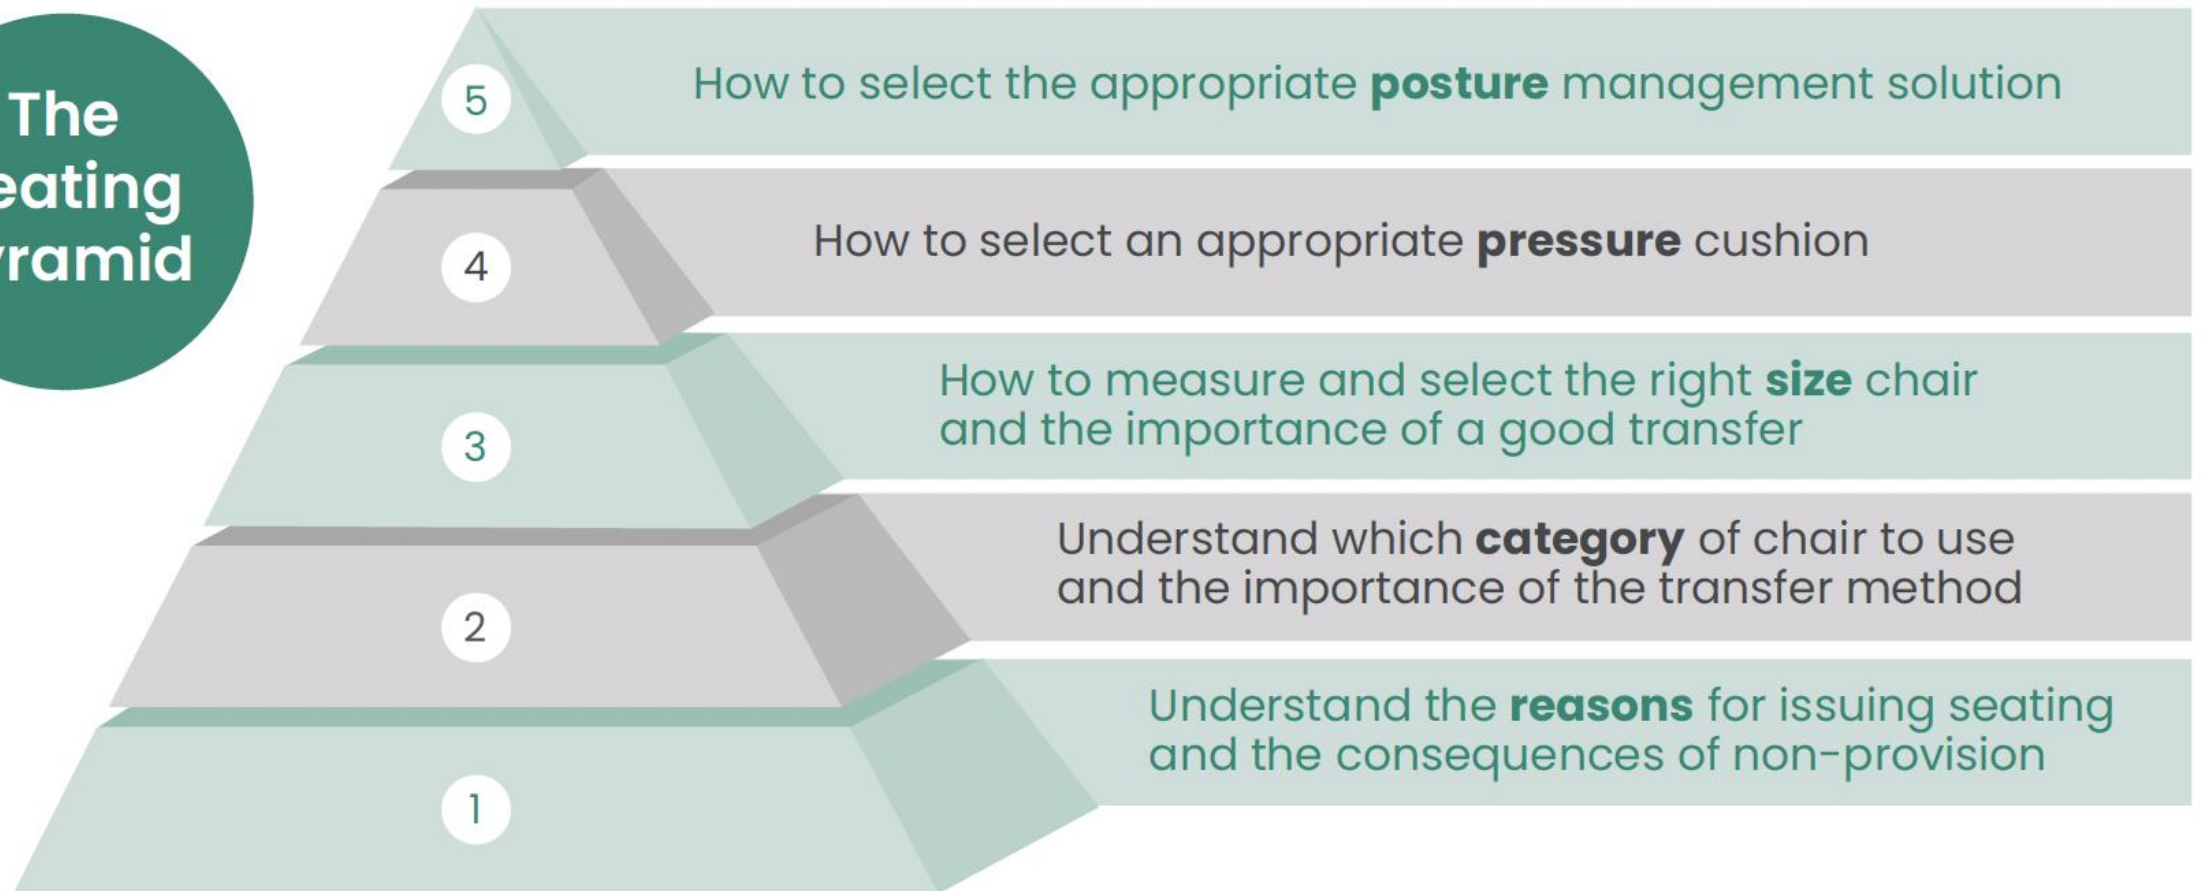 The
eating
yramid
5
How to select the appropriate posture management solution
4
How to select an appropriate pressure cushion
3
How to measure and select the right size chair
and the importance of a good transfer
2
Understand which category of chair to use
and the importance of the transfer method
1
Understand the reasons for issuing seating
and the consequences of non-provision